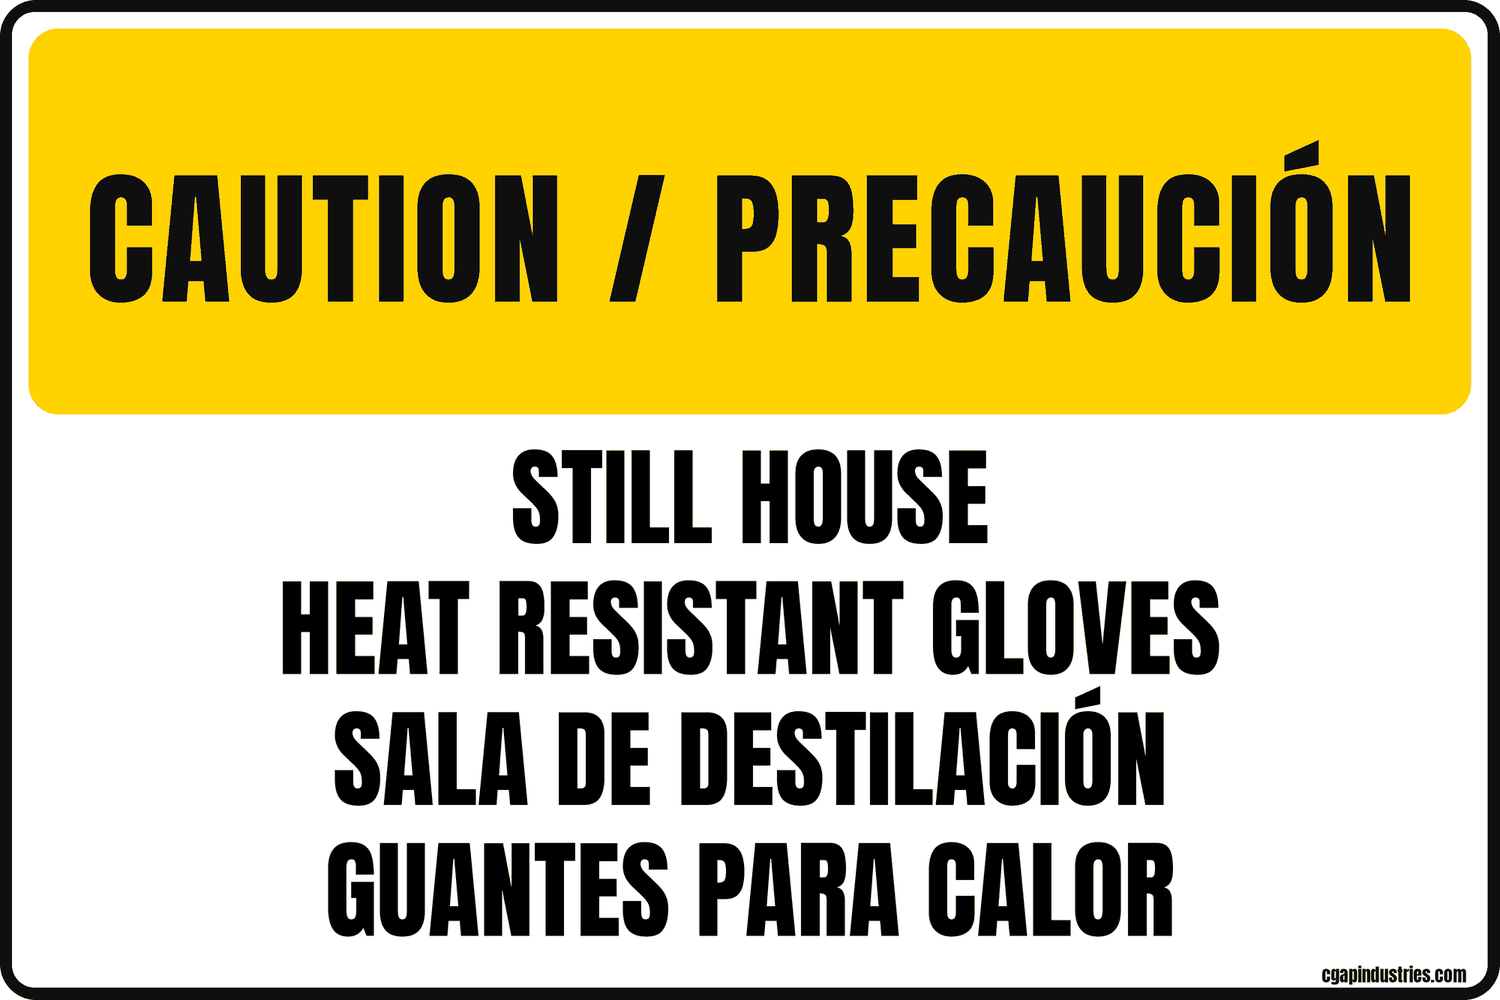 CAUTION / PRECAUCIÓN
STILL HOUSE
HEAT RESISTANT GLOVES
SALA DE DESTILACIÓN
GUANTES PARA CALOR
cgapindustries.com